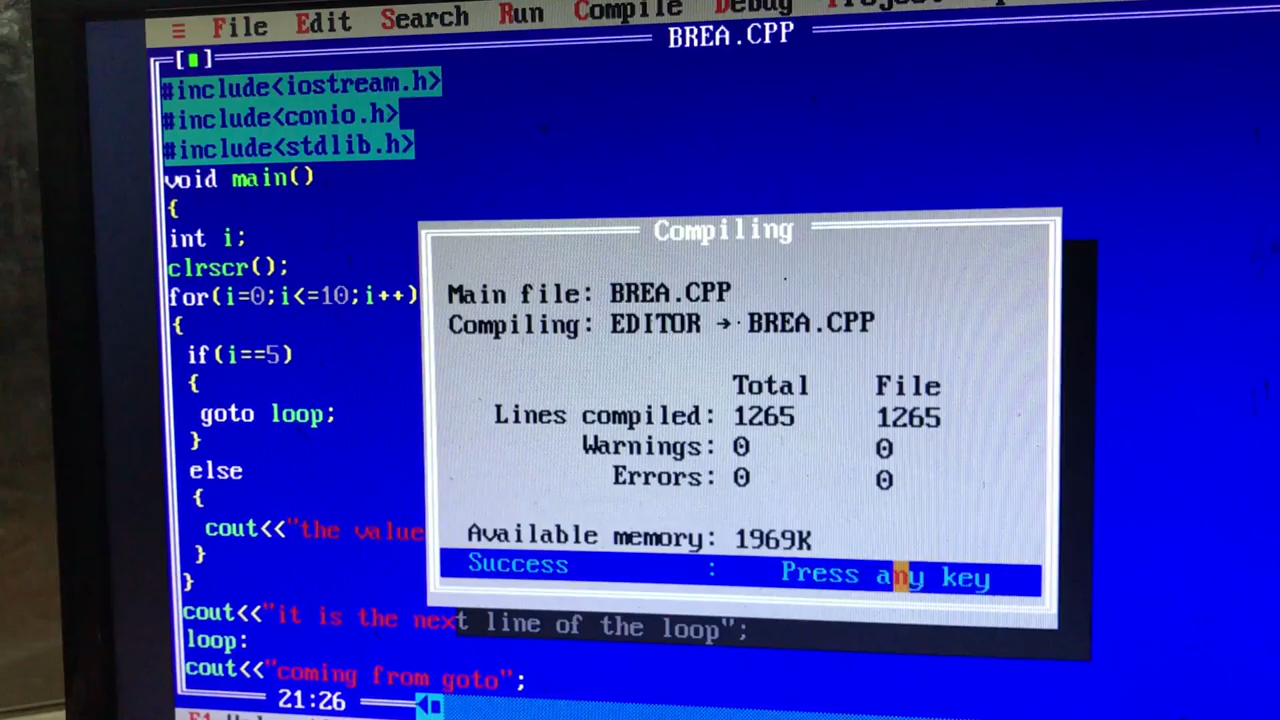 ≡ File Edit Search Run Compile Debug Project
BREA.CPP
[■]
#include<iostream.h>
#include<conio.h>
#include<stdlib.h>
void main()
{
int i;
clrscr();
for(i=0;i<=10;i++)
{
if(i==5)
{
goto loop;
}
else
{
cout<<"the value
}
}
cout<<"it is the next line of the loop";
loop:
cout<<"coming from goto";
21:26
Compiling
Main file: BREA.CPP
Compiling: EDITOR → BREA.CPP
Total File
Lines compiled: 1265 1265
Warnings: 0 0
Errors: 0 0
Available memory: 1969K
Success : Press any key